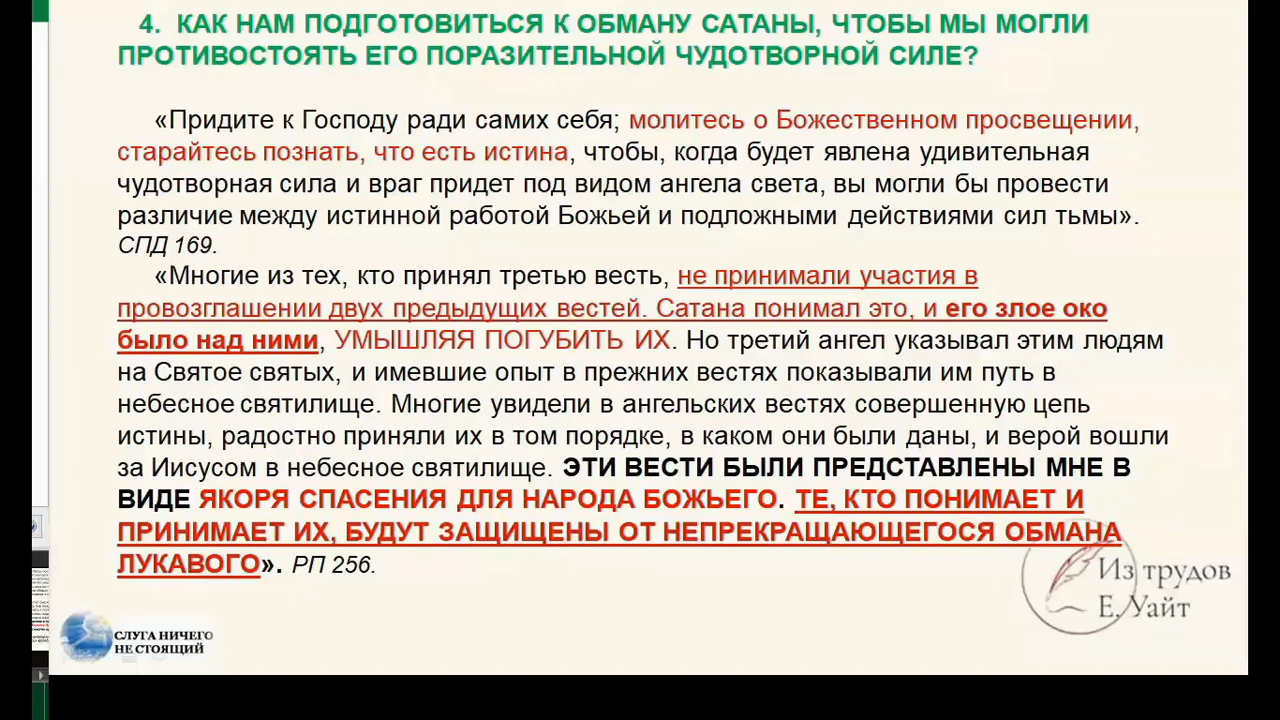 4. КАК НАМ ПОДГОТОВИТЬСЯ К ОБМАНУ САТАНЫ, ЧТОБЫ МЫ МОГЛИ
ПРОТИВОСТОЯТЬ ЕГО ПОРАЗИТЕЛЬНОЙ ЧУДОТВОРНОЙ СИЛЕ?
«Придите к Господу ради самих себя; молитесь о Божественном просвещении,
старайтесь познать, что есть истина, чтобы, когда будет явлена удивительная
чудотворная сила и враг придет под видом ангела света, вы могли бы провести
различие между истинной работой Божьей и подложными действиями сил тьмы».
СПД 169.
«Многие из тех, кто принял третью весть, не принимали участия в
провозглашении двух предыдущих вестей. Сатана понимал это, и его злое око
было над ними, УМЫШЛЯЯ ПОГУБИТЬ ИХ. Но третий ангел указывал этим людям
на Святое святых, и имевшие опыт в прежних вестях показывали им путь в
небесное святилище. Многие увидели в ангельских вестях совершенную цепь
истины, радостно приняли их в том порядке, в каком они были даны, и верой вошли
за Иисусом в небесное святилище. ЭТИ ВЕСТИ БЫЛИ ПРЕДСТАВЛЕНЫ МНЕ В
ВИДЕ ЯКОРЯ СПАСЕНИЯ ДЛЯ НАРОДА БОЖЬЕГО. ТЕ, КТО ПОНИМАЕТ И
ПРИНИМАЕТ ИХ, БУДУТ ЗАЩИЩЕНЫ ОТ НЕПРЕКРАЩАЮЩЕГОСЯ ОБМАНА
ЛУКАВОГО». РП 256.
Из трудов
Е. Уайт
СЛУГА НИЧЕГО
НЕ СТОЯЩИЙ